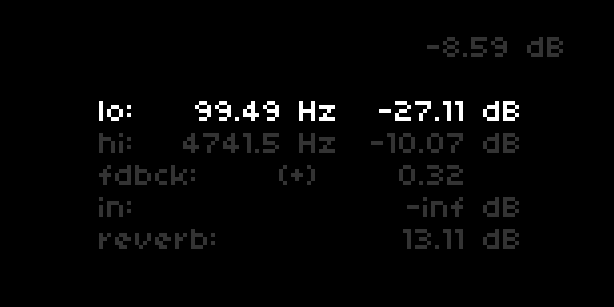 -8.59 dB
lo: 99.49 Hz -27.11 dB
hi: 4741.5 Hz -10.07 dB
fdbck: (+) 0.32
in: -inf dB
reverb: 13.11 dB